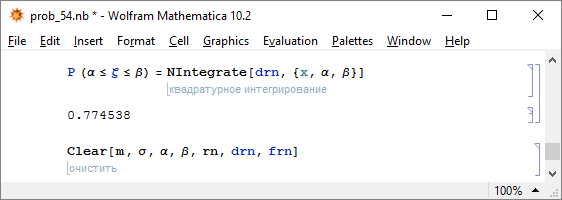 prob_54.nb * - Wolfram Mathematica 10.2
File Edit Insert Format Cell Graphics Evaluation Palettes Window Help
P (α ≤ ξ ≤ β) = NIntegrate[drn, {x, α, β}]
квадратурное интегрирование
0.774538
Clear[m, σ, α, β, rn, drn, frn]
очистить
100%